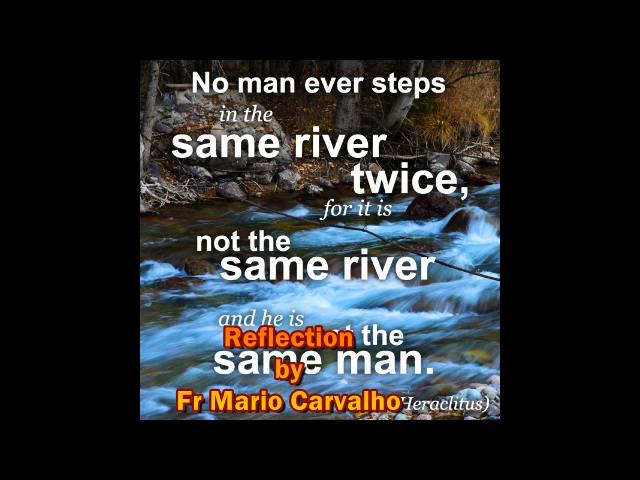 No man ever steps
in the
same river
twice,
for it is
not the
same river
and he is
the
same man.
Reflection
by
Fr Mario Carvalho
Heraclitus)